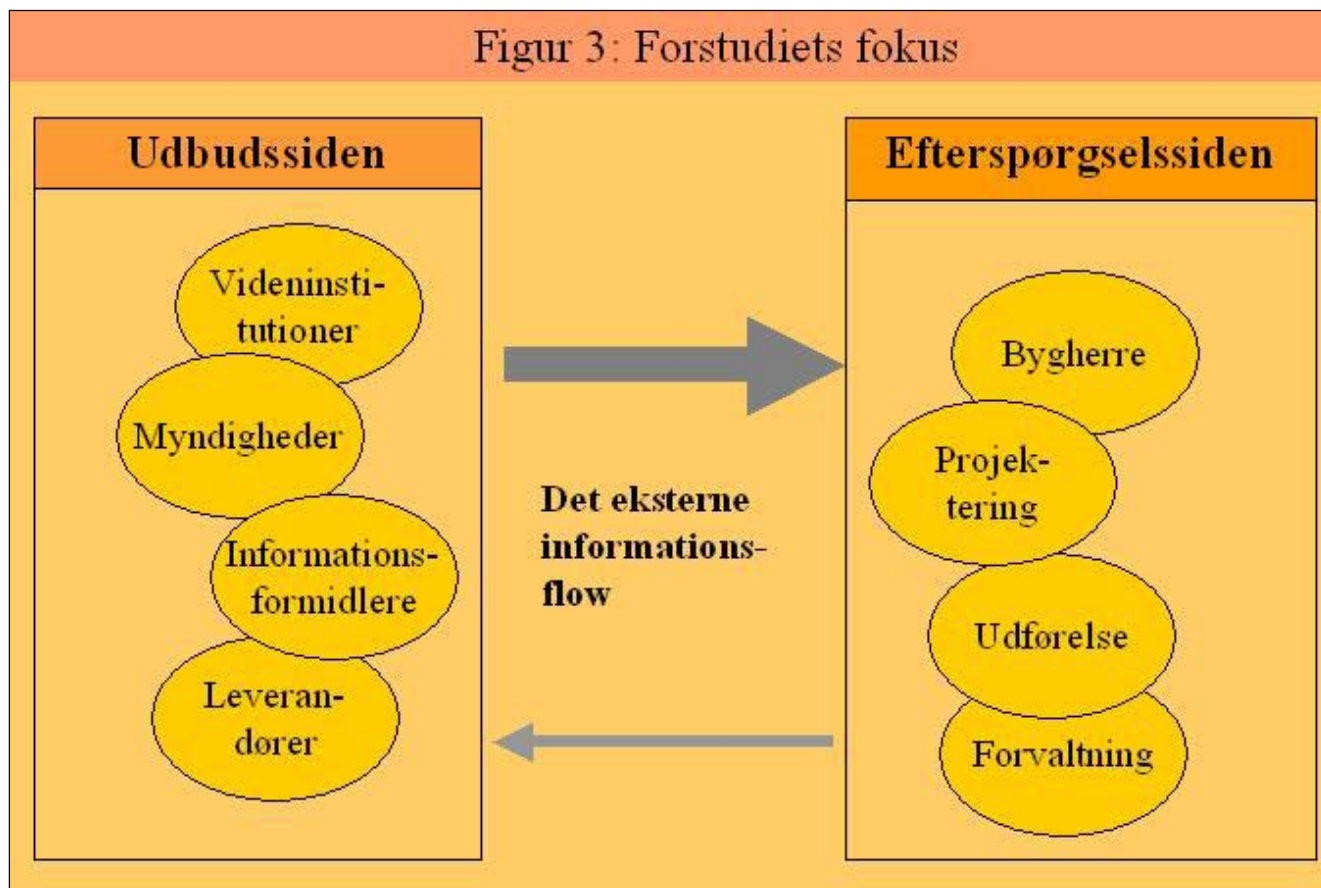 Figur 3: Forstudiets fokus
Udbudssiden
Videninsti-
tutioner
Myndigheder
Informations-
formidlere
Leveran-
dører
Det eksterne
informations-
flow
Efterspørgselssiden
Bygherre
Projek-
tering
Udførelse
Forvaltning